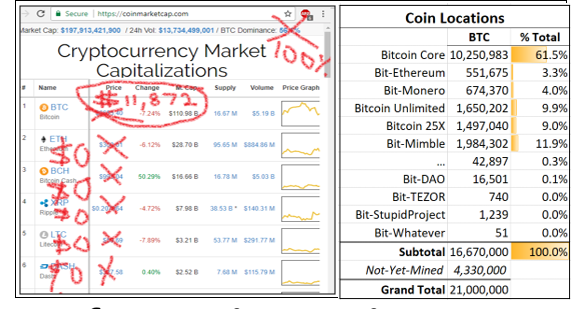 Secure | https://coinmarketcap.com
Market Cap: $197,913,421,900 / 24h Vol: $13,734,499,001 / BTC Dominance:
Cryptocurrency Market
Capitalizations
100%
# Name Price Change Supply Volume Price Graph
$11,872
1 BTC -7.24% $110.98 B 16.67 M $5.19 B
Bitcoin
2 ETH -6.12% $28.70 B 95.65 M $884.86 M
$0
3 BCH 50.29% $16.66 B 16.78 M $5.03 B
Bitcoin Cash
$0
4 XRP -4.72% $7.98 B 38.53 B * $140.31 M
$0
5 LTC -7.89% $3.21 B 53.77 M $291.77 M
$0
6 DASH 0.40% $2.52 B 7.68 M $115.79 M
$0
Coin Locations
BTC % Total
Bitcoin Core 10,250,983 61.5%
Bit-Ethereum 551,675 3.3%
Bit-Monero 674,370 4.0%
Bitcoin Unlimited 1,650,202 9.9%
Bitcoin 25X 1,497,040 9.0%
Bit-Mimble 1,984,302 11.9%
... 42,897 0.3%
Bit-DAO 16,501 0.1%
Bit-TEZOR 740 0.0%
Bit-StupidProject 1,239 0.0%
Bit-Whatever 51 0.0%
Subtotal 16,670,000 100.0%
Not-Yet-Mined 4,330,000
Grand Total 21,000,000